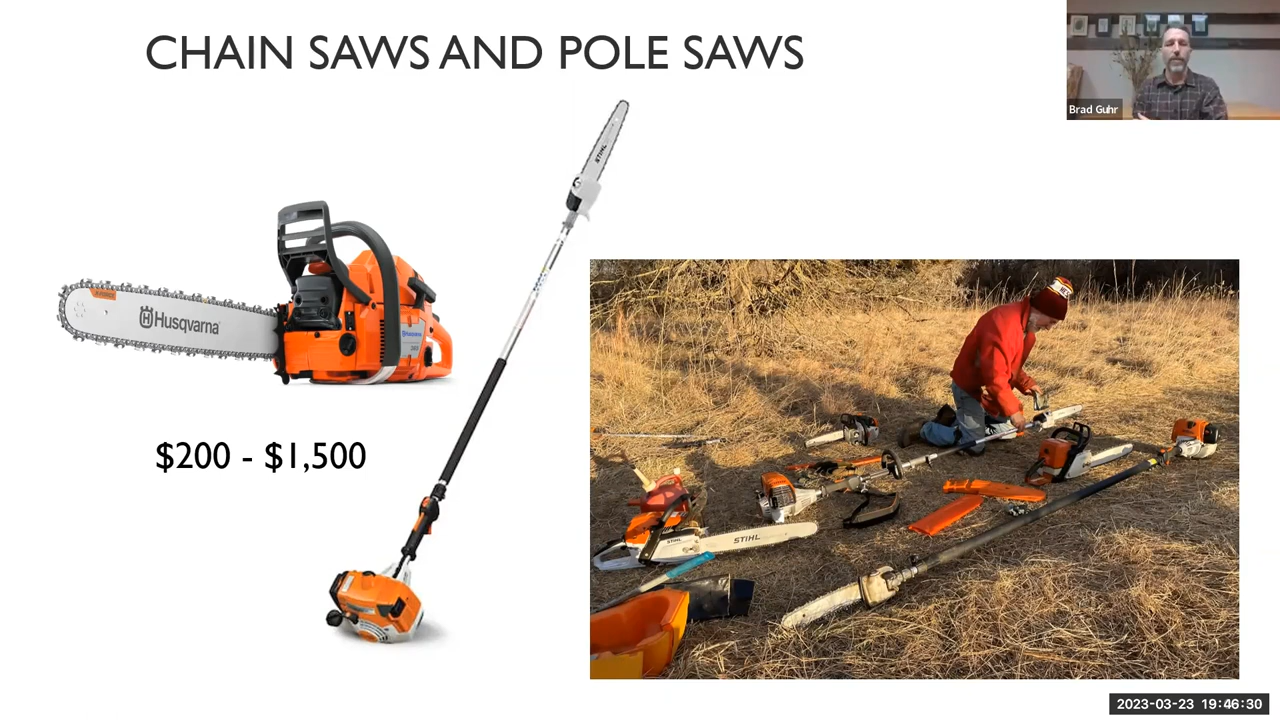 CHAIN SAWS AND POLE SAWS
Brad Guhr
STIHL
Husqvarna
$200 - $1,500
STIHL
STIHL
2023-03-23 19:46:30